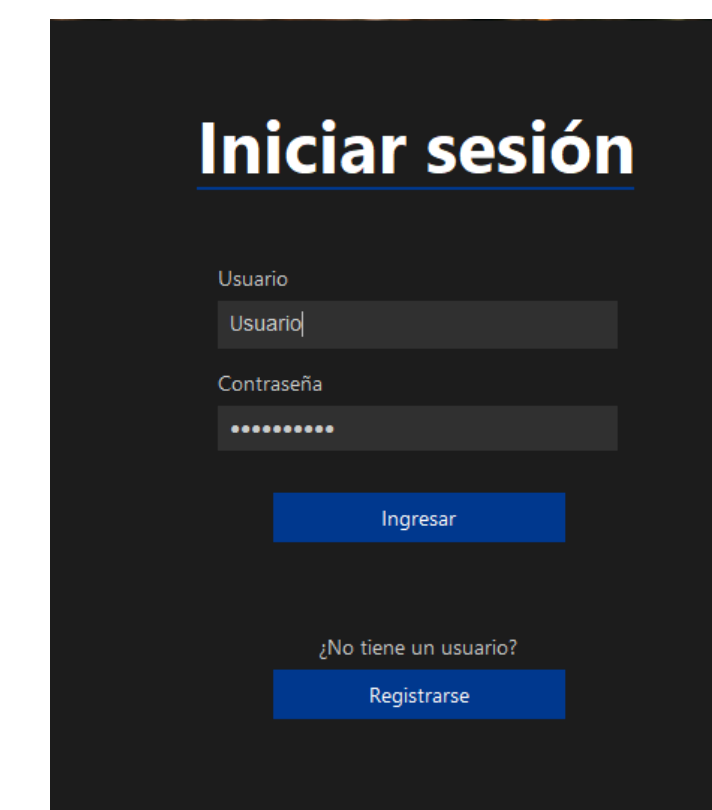 Iniciar sesión
Usuario
Usuario
Contraseña
••••••••••
Ingresar
¿No tiene un usuario?
Registrarse